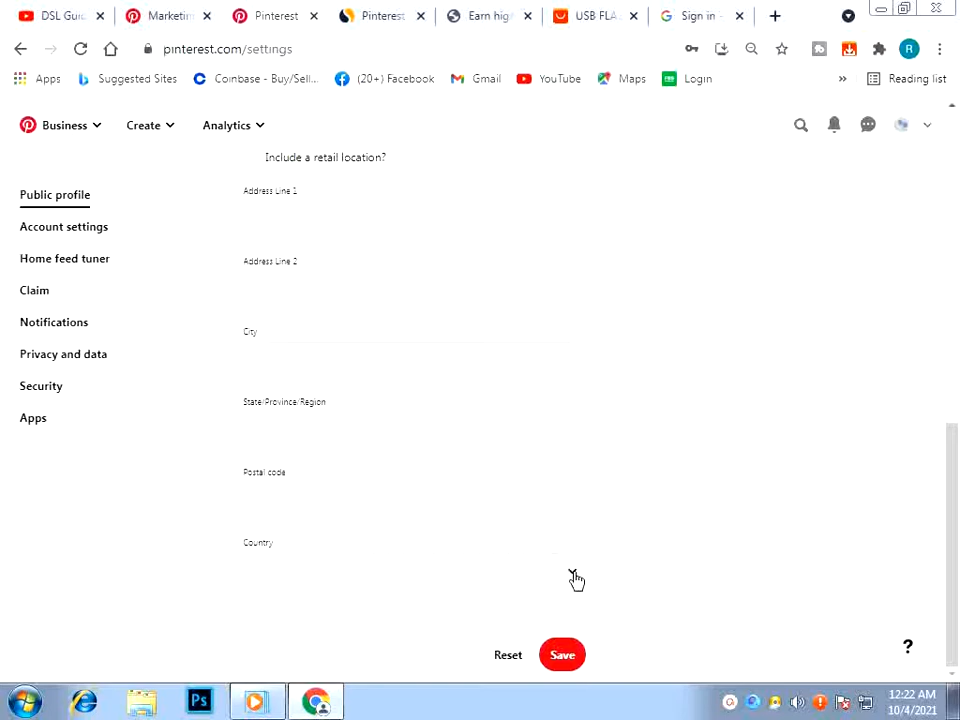 DSL Gui
Marketin
Pinterest
Pinterest
Earn hig
USB FLA
Sign in -
pinterest.com/settings
R
Apps
Suggested Sites
Coinbase - Buy/Sell...
(20+) Facebook
Gmail
YouTube
Maps
Login
»
Reading list
Business
Create
Analytics
Include a retail location?
Public profile
Address Line 1
Account settings
Home feed tuner
Address Line 2
Claim
Notifications
City
Privacy and data
Security
State/Province/Region
Apps
Postal code
Country
Reset
Save
?
Ps
12:22 AM
10/4/2021